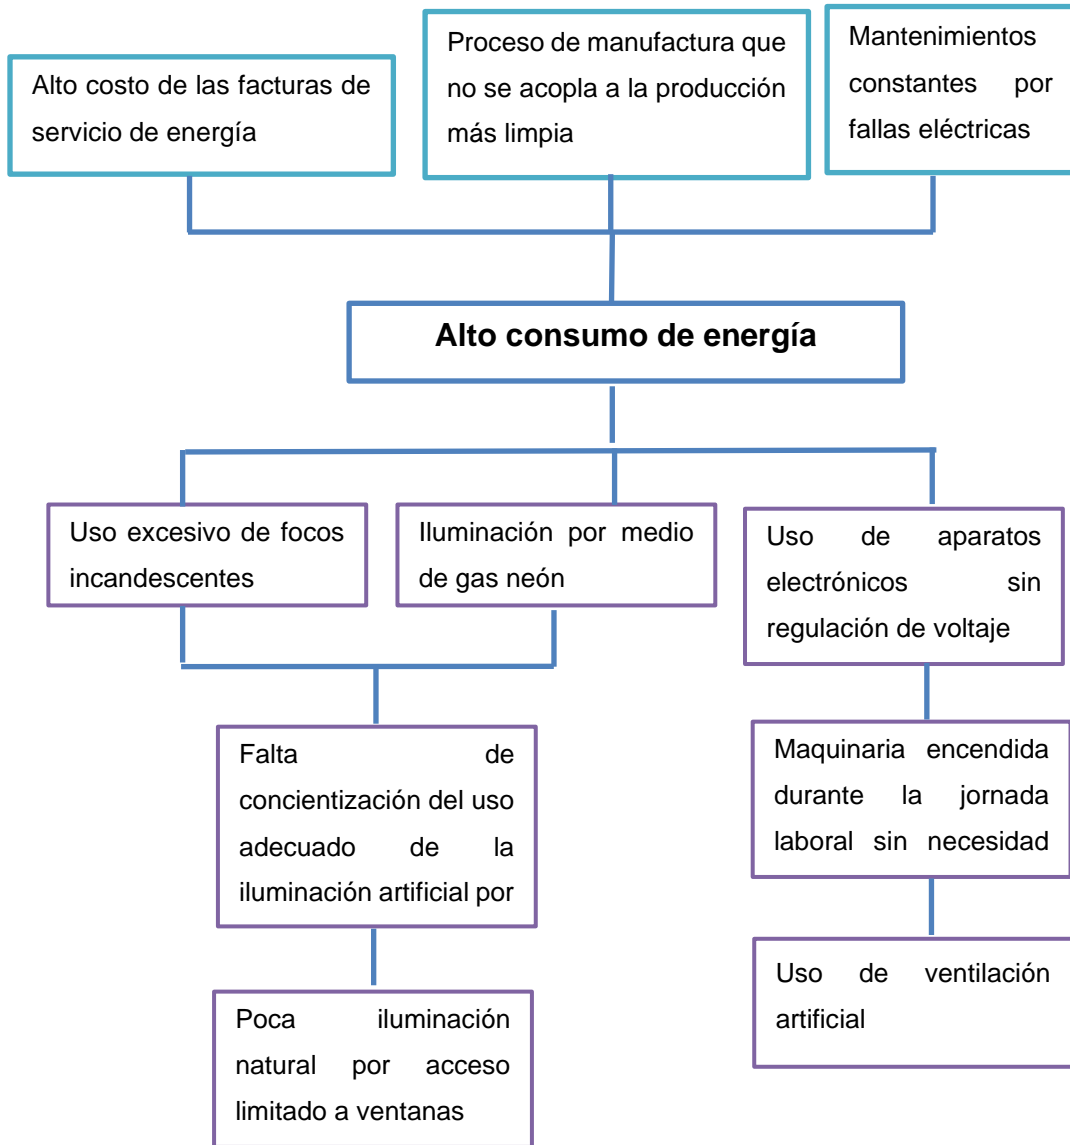 Alto costo de las facturas de
servicio de energía
Proceso de manufactura que
no se acopla a la producción
más limpia
Mantenimientos
constantes por
fallas eléctricas
Alto consumo de energía
Uso excesivo de focos
incandescentes
Iluminación por medio
de gas neón
Uso de aparatos
electrónicos sin
regulación de voltaje
Falta de
concientización del uso
adecuado de la
iluminación artificial por
Maquinaria encendida
durante la jornada
laboral sin necesidad
Poca iluminación
natural por acceso
limitado a ventanas
Uso de ventilación
artificial